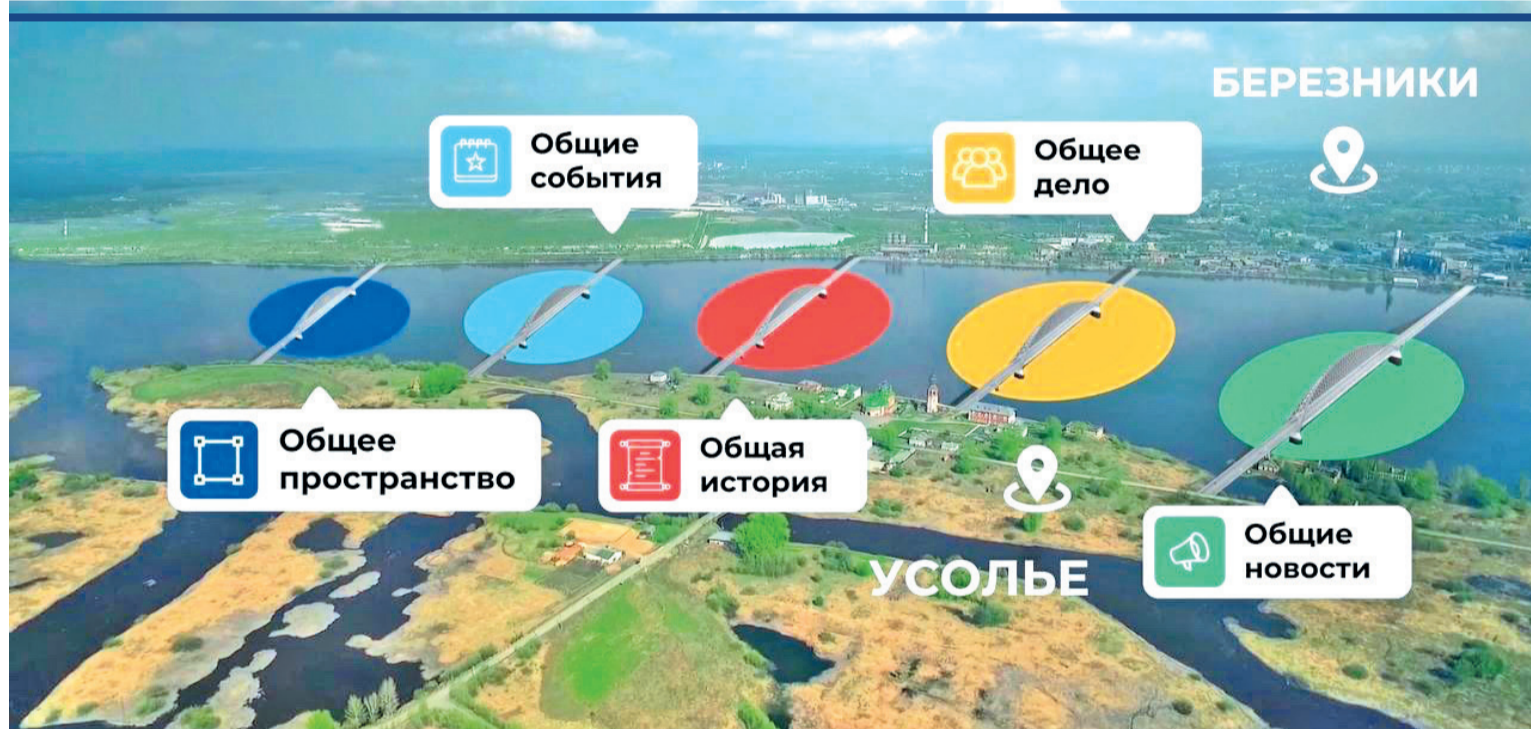 БЕРЕЗНИКИ
Общие
события
Общее
дело
Общее
пространство
Общая
история
УСОЛЬЕ
Общие
новости